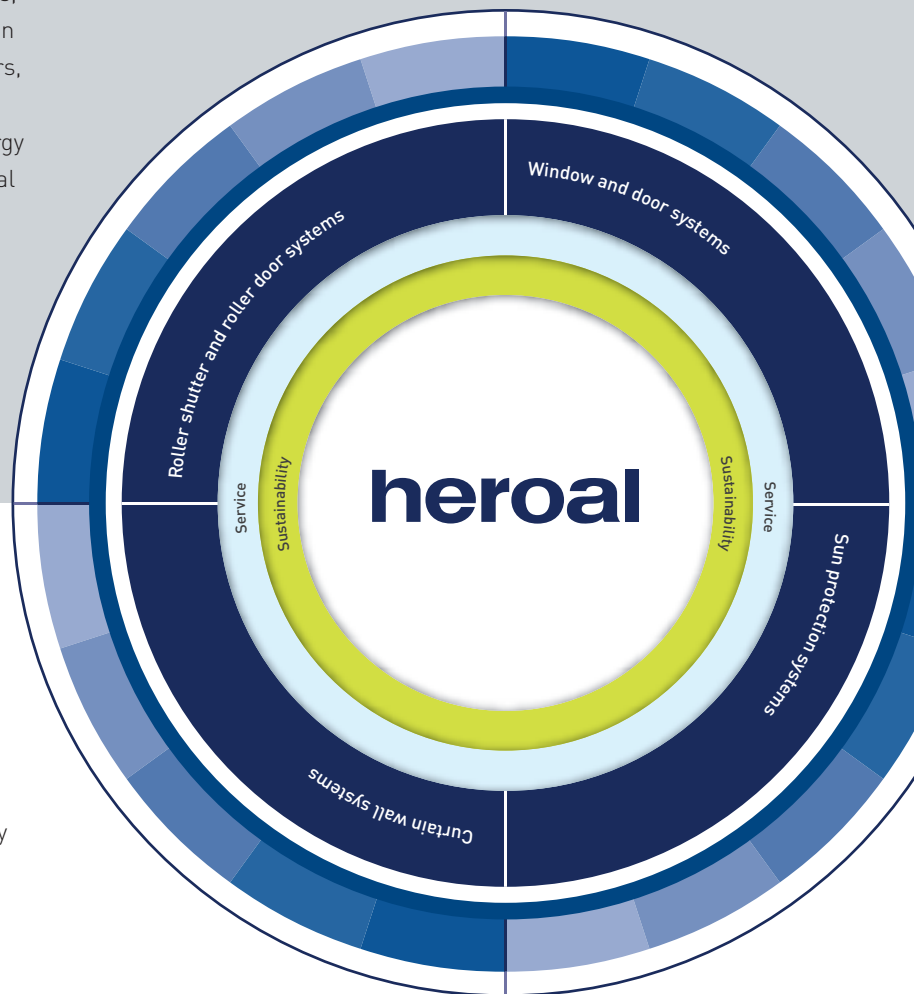 Window and door systems
Roller shutter and roller door systems
heroal
Sustainability
Service
Sustainability
Service
Sun protection systems
Curtain wall systems